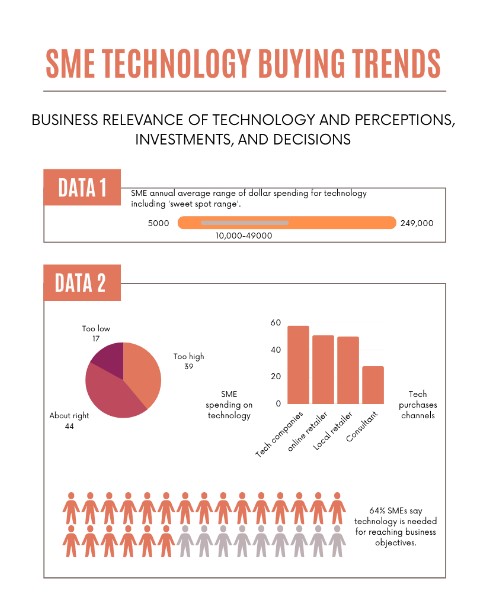 SME TECHNOLOGY BUYING TRENDS
BUSINESS RELEVANCE OF TECHNOLOGY AND PERCEPTIONS,
INVESTMENTS, AND DECISIONS
DATA 1
SME annual average range of dollar spending for technology
including 'sweet spot range'.
5000
249,000
10,000-49000
DATA 2
Too low
17
Too high
39
About right
44
SME
spending on
technology
60
40
20
0
Tech companies
online retailer
Local retailer
Consultant
Tech
purchases
channels
64% SMEs say
technology is needed
for reaching business
objectives.